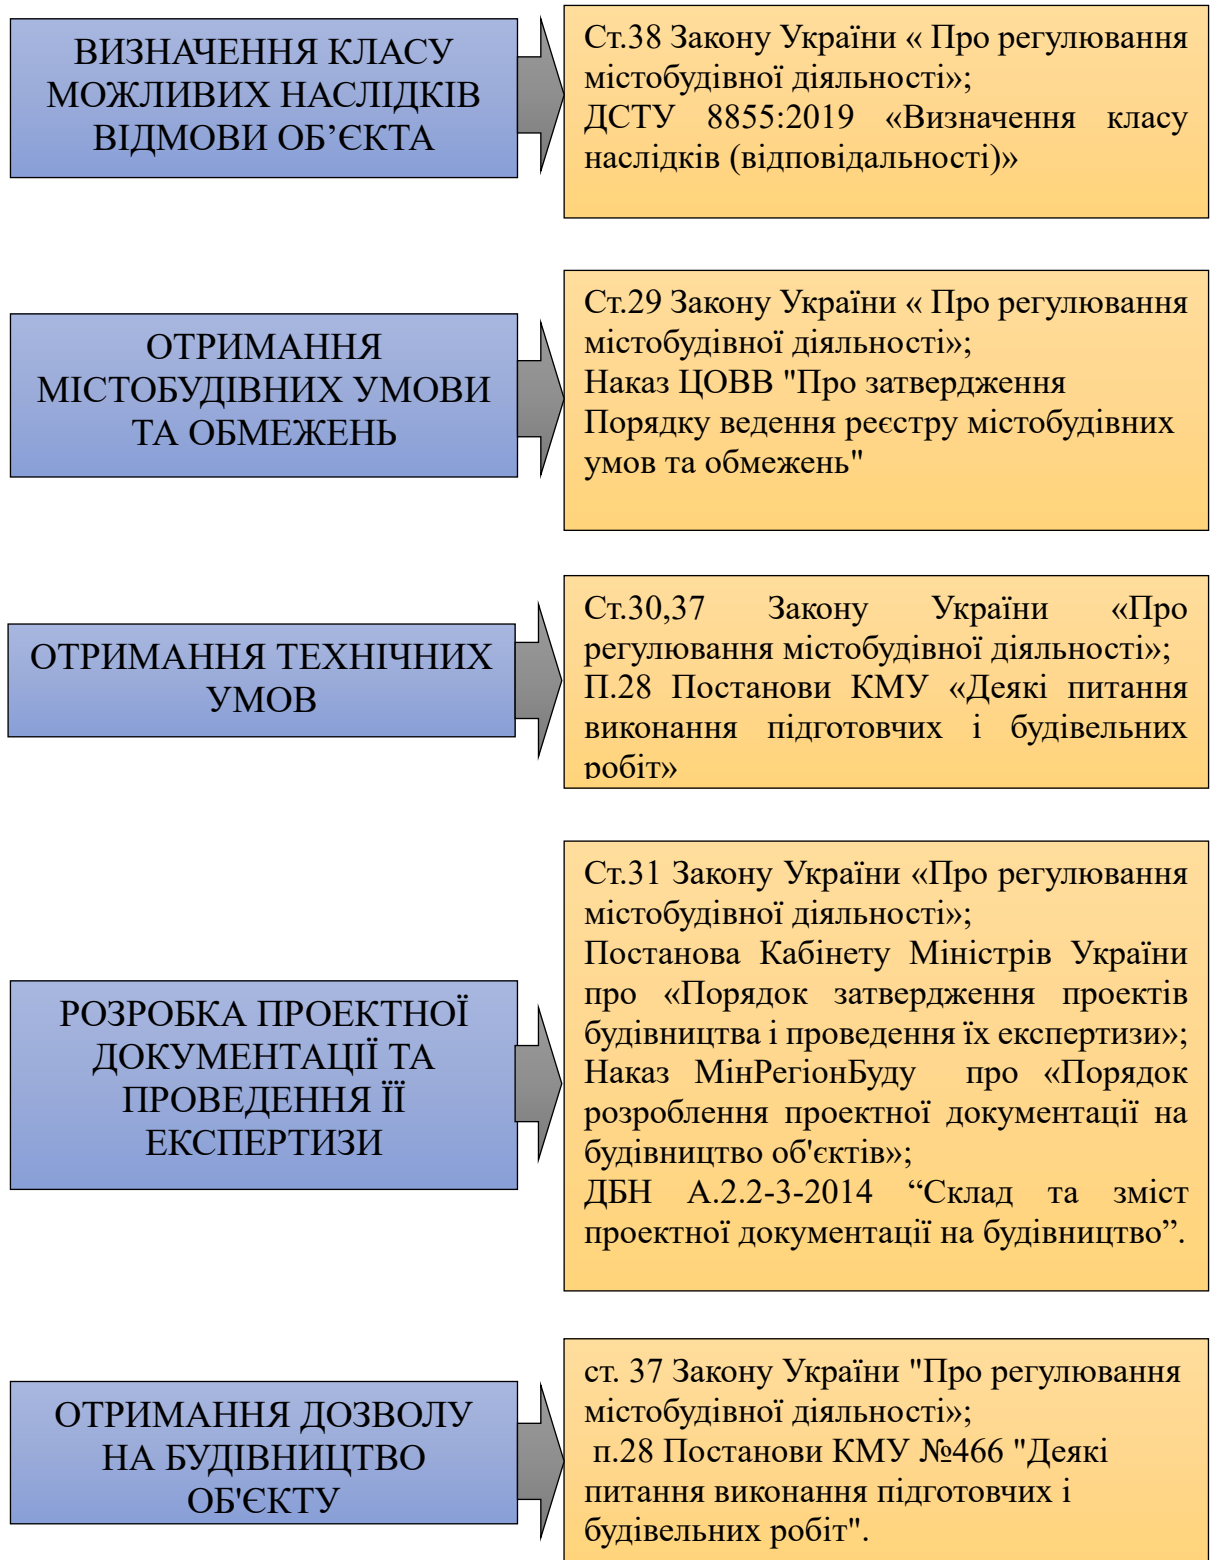 ВИЗНАЧЕННЯ КЛАСУ
МОЖЛИВИХ НАСЛІДКІВ
ВІДМОВИ ОБ’ЄКТА
Ст.38 Закону України « Про регулювання
містобудівної діяльності»;
ДСТУ 8855:2019 «Визначення класу
наслідків (відповідальності)»
ОТРИМАННЯ
МІСТОБУДІВНИХ УМОВИ
ТА ОБМЕЖЕНЬ
Ст.29 Закону України « Про регулювання
містобудівної діяльності»;
Наказ ЦОВВ "Про затвердження
Порядку ведення реєстру містобудівних
умов та обмежень"
ОТРИМАННЯ ТЕХНІЧНИХ
УМОВ
Ст.30,37 Закону України «Про
регулювання містобудівної діяльності»;
П.28 Постанови КМУ «Деякі питання
виконання підготовчих і будівельних
робіт»
РОЗРОБКА ПРОЕКТНОЇ
ДОКУМЕНТАЦІЇ ТА
ПРОВЕДЕННЯ ЇЇ
ЕКСПЕРТИЗИ
Ст.31 Закону України «Про регулювання
містобудівної діяльності»;
Постанова Кабінету Міністрів України
про «Порядок затвердження проектів
будівництва і проведення їх експертизи»;
Наказ МінРегіонБуду про «Порядок
розроблення проектної документації на
будівництво об'єктів»;
ДБН А.2.2-3-2014 “Склад та зміст
проектної документації на будівництво”.
ОТРИМАННЯ ДОЗВОЛУ
НА БУДІВНИЦТВО
ОБ'ЄКТУ
ст. 37 Закону України "Про регулювання
містобудівної діяльності»;
п.28 Постанови КМУ №466 "Деякі
питання виконання підготовчих і
будівельних робіт".